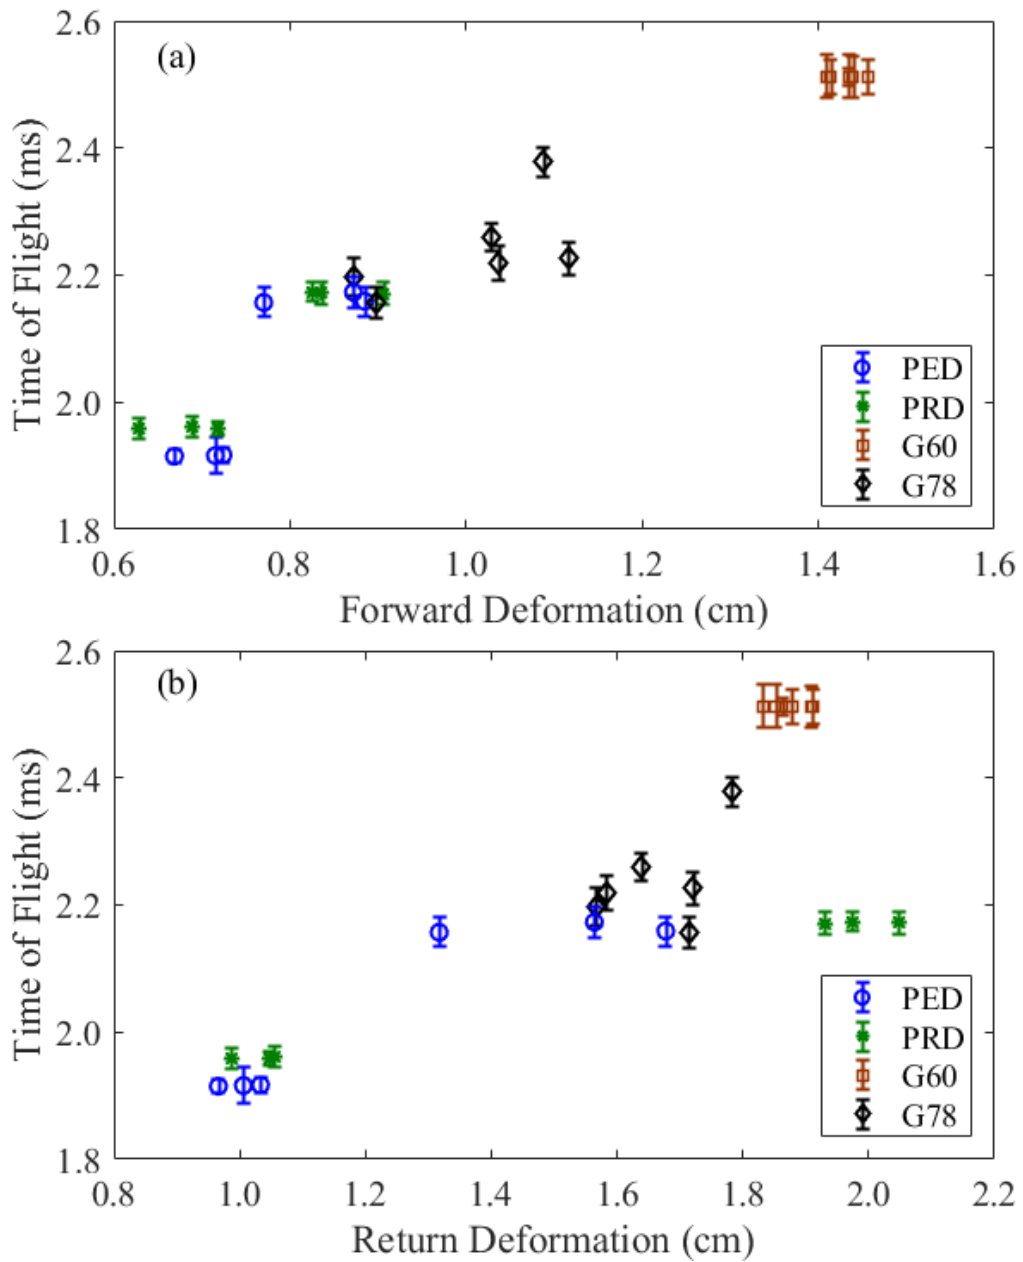 (a)
2.6
2.4
2.2
2.0
1.8
Time of Flight (ms)
PED
PRD
G60
G78
0.6 0.8 1.0 1.2 1.4 1.6
Forward Deformation (cm)
(b)
2.6
2.4
2.2
2.0
1.8
Time of Flight (ms)
PED
PRD
G60
G78
0.8 1.0 1.2 1.4 1.6 1.8 2.0 2.2
Return Deformation (cm)